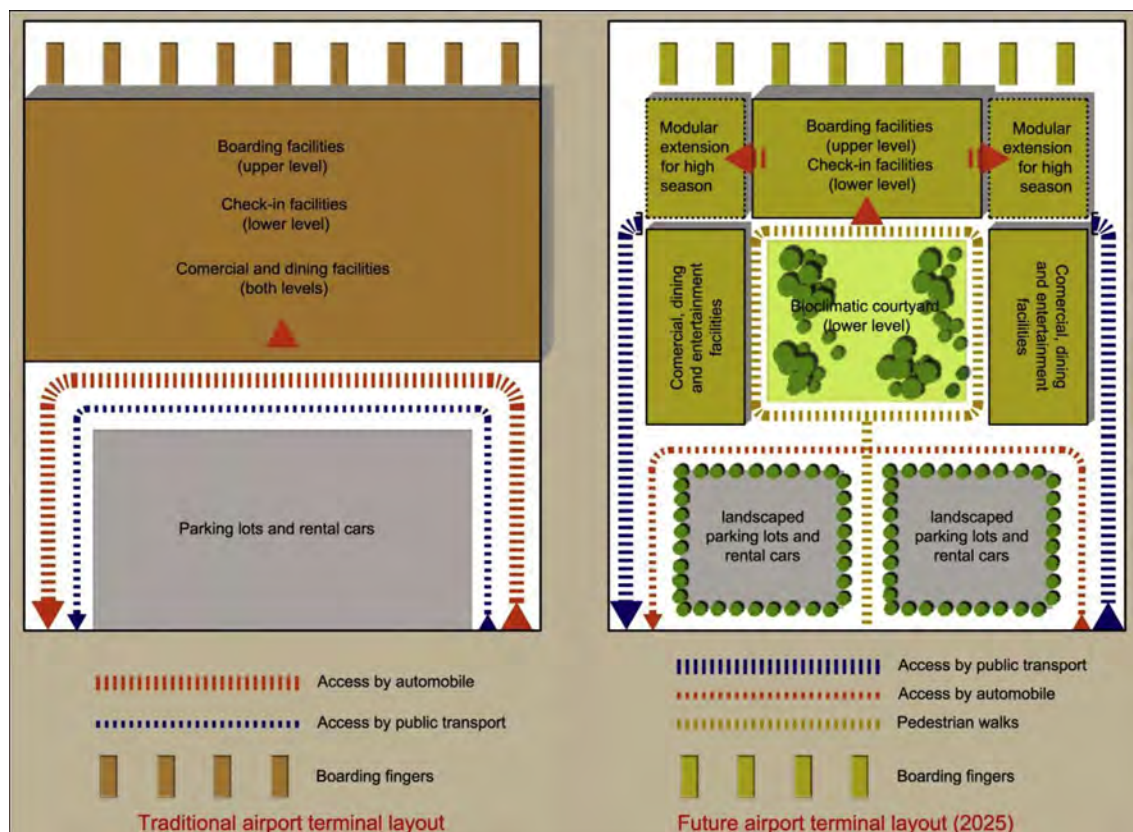 Boarding facilities
(upper level)
Check-in facilities
(lower level)
Comercial and dining facilities
(both levels)
Parking lots and rental cars
Access by automobile
Access by public transport
Boarding fingers
Traditional airport terminal layout
Modular
extension
for high
season
Boarding facilities
(upper level)
Check-in facilities
(lower level)
Modular
extension
for high
season
Comercial, dining
and entertainment
facilities
Bioclimatic courtyard
(lower level)
Comercial, dining
and entertainment
facilities
landscaped
parking lots and
rental cars
landscaped
parking lots and
rental cars
Access by public transport
Access by automobile
Pedestrian walks
Boarding fingers
Future airport terminal layout (2025)